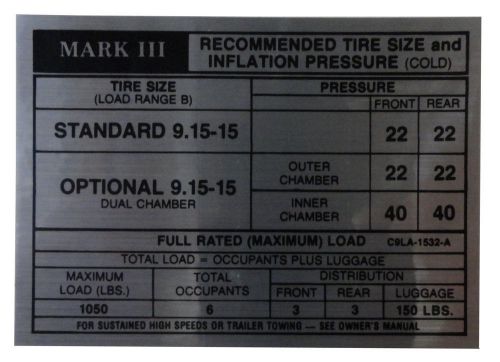 MARK III
RECOMMENDED TIRE SIZE and
INFLATION PRESSURE (COLD)
TIRE SIZE
(LOAD RANGE B)
PRESSURE
FRONT REAR
STANDARD 9.15-15
22 22
OPTIONAL 9.15-15
DUAL CHAMBER
OUTER
CHAMBER
22 22
INNER
CHAMBER
40 40
FULL RATED (MAXIMUM) LOAD C9LA-1532-A
TOTAL LOAD = OCCUPANTS PLUS LUGGAGE
MAXIMUM
LOAD (LBS.)
TOTAL
OCCUPANTS
DISTRIBUTION
FRONT REAR LUGGAGE
1050 6 3 3 150 LBS.
FOR SUSTAINED HIGH SPEEDS OR TRAILER TOWING — SEE OWNER'S MANUAL